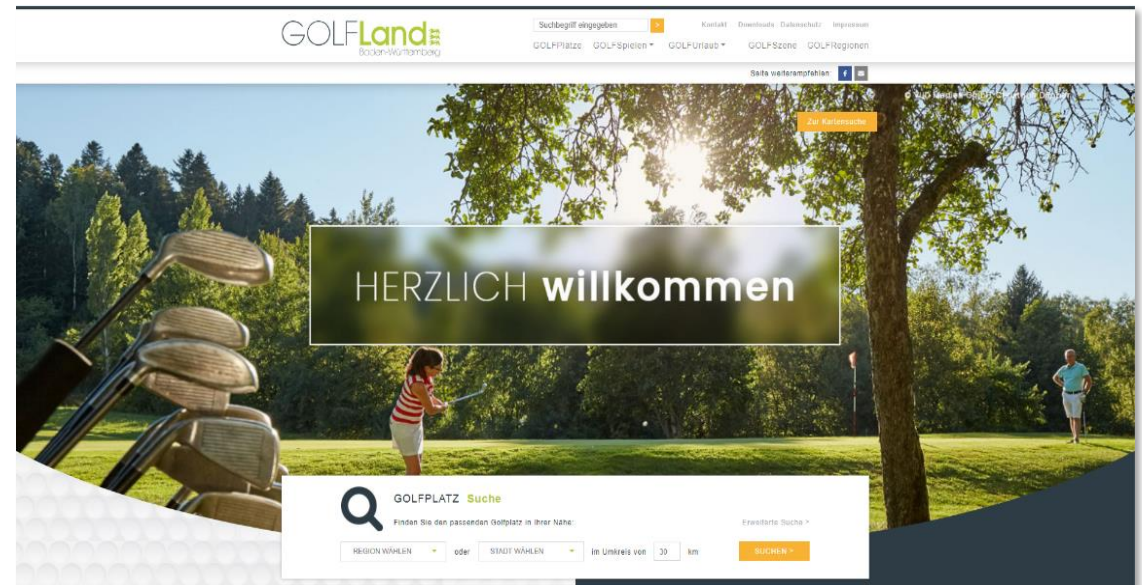 GOLFLand
Baden-Württemberg
Suchbegriff eingegeben >
Kontakt Downloads Datenschutz Impressum
GOLFPlätze GOLFSpielen GOLFUrlaub GOLFSzene GOLFRegionen
Seite weiterempfehlen: f
Zur Kartensuche
HERZLICH willkommen
GOLFPLATZ Suche
Finden Sie den passenden Golfplatz in Ihrer Nähe:
Erweiterte Suche >
REGION WÄHLEN oder STADT WÄHLEN im Umkreis von 30 km SUCHEN >